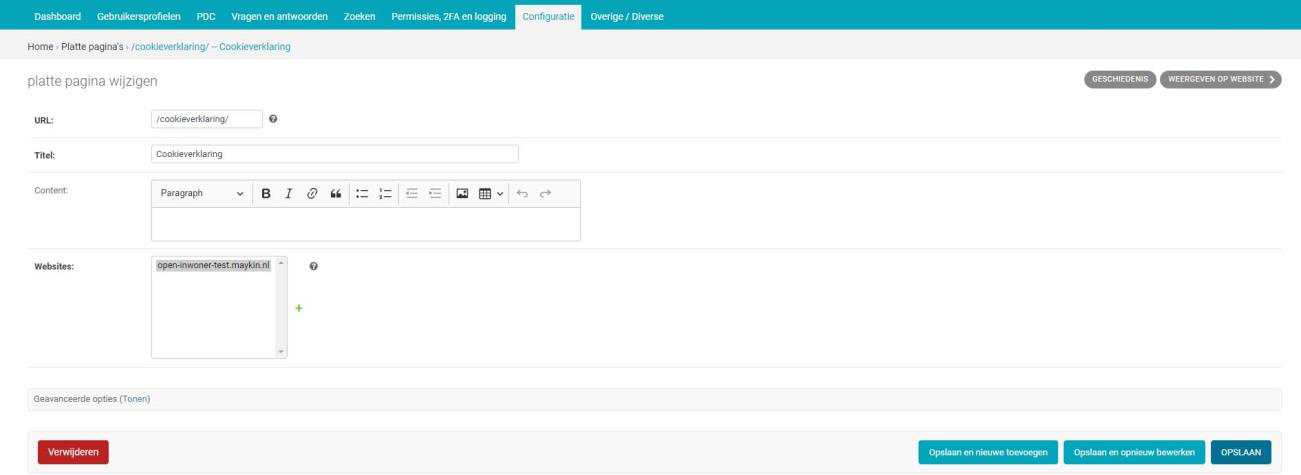 Dashboard Gebruikersprofielen PDC Vragen en antwoorden Zoeken Permissies, 2FA en logging Configuratie Overige / Diverse
Home › Platte pagina's › /cookieverklaring/ – Cookieverklaring
platte pagina wijzigen
GESCHIEDENIS WEERGEVEN OP WEBSITE
URL: /cookieverklaring/
Titel: Cookieverklaring
Content: Paragraph
Websites: open-inwoner-test.maykin.nl
Geavanceerde opties (Tonen)
Verwijderen Opslaan en nieuwe toevoegen Opslaan en opnieuw bewerken OPSLAAN